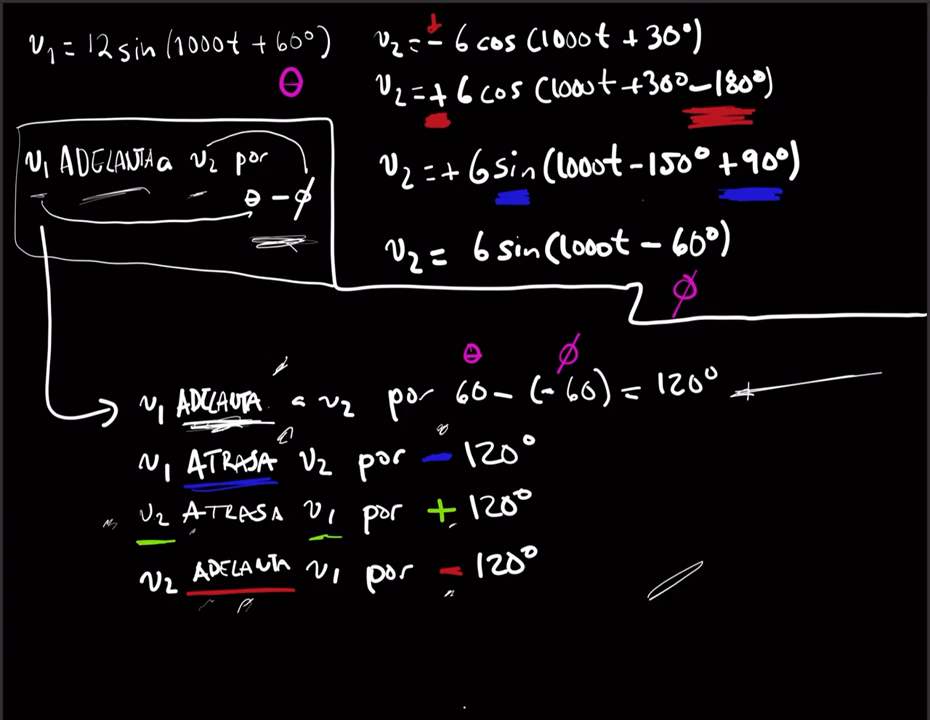 v₁ = 12 sin (1000t + 60°)
θ
v₁ ADELANTA a v₂ por
θ - ϕ
v₂ = - 6 cos (1000t + 30°)
v₂ = + 6 cos (1000t + 30° - 180°)
v₂ = + 6 sin (1000t - 150° + 90°)
v₂ = 6 sin (1000t - 60°)
ϕ
θ ϕ
v₁ ADELANTA a v₂ por 60 - (- 60) = 120°
v₁ ATRASA v₂ por - 120°
v₂ ATRASA v₁ por + 120°
v₂ ADELANTA v₁ por - 120°